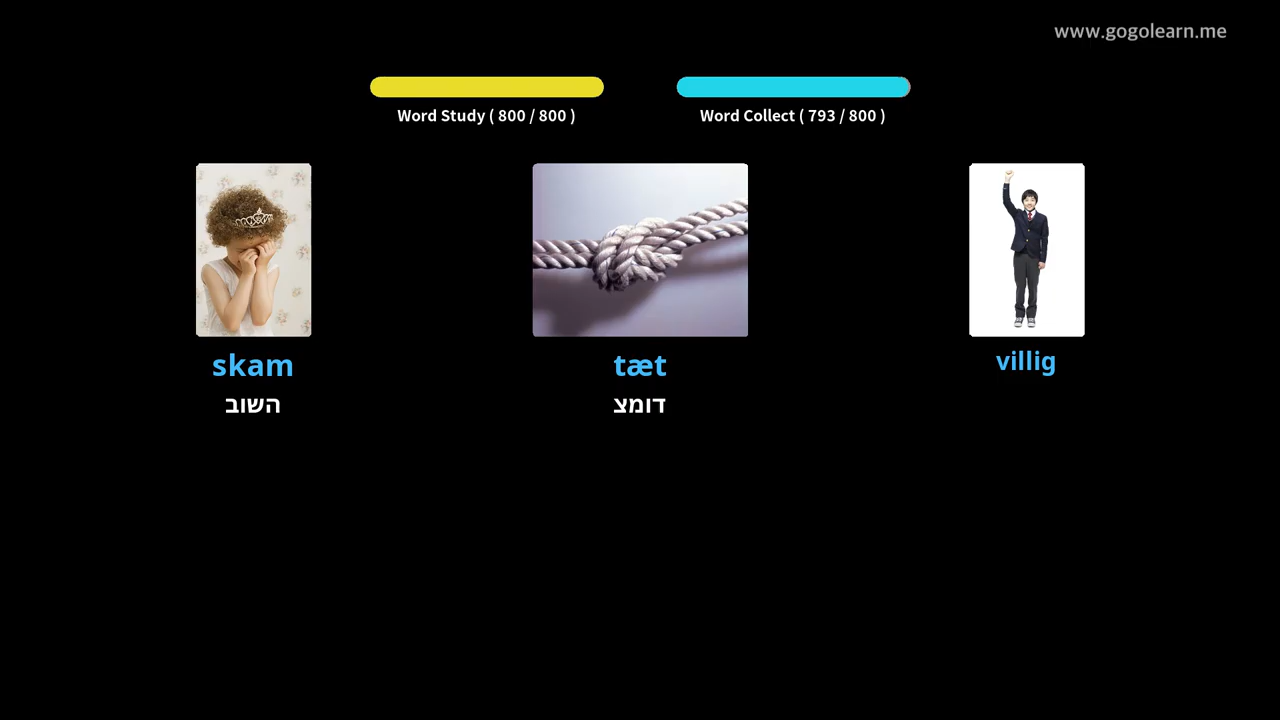 www.gogolearn.me
Word Study ( 800 / 800 )
Word Collect ( 793 / 800 )
skam
השוב
tæt
דומצ
villig